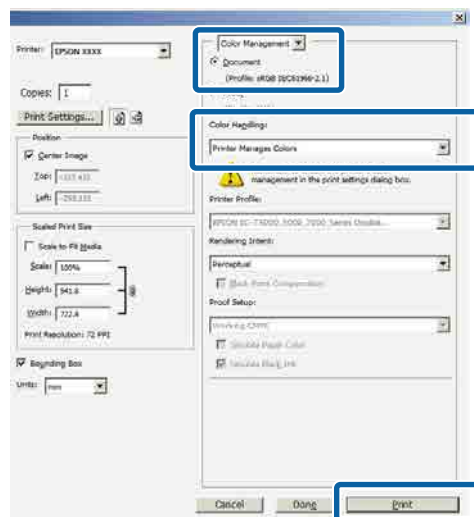 Printer: EPSON XXXX
Copies: 1
Print Settings...
Position
Center Image
Top:
Left:
Scaled Print Size
Scale to Fit Media
Scale: 100%
Height: 941.8
Width: 722.4
Print Resolution: 72 PPI
Bounding Box
Units: mm
Color Management
Document
(Profile: sRGB IEC61966-2.1)
Color Handling:
Printer Manages Colors
management in the print settings dialog box.
Printer Profile:
Rendering Intent:
Perceptual
Black Point Compensation
Proof Setup:
Working CMYK
Simulate Paper Color
Simulate Black Ink
Cancel
Done
Print